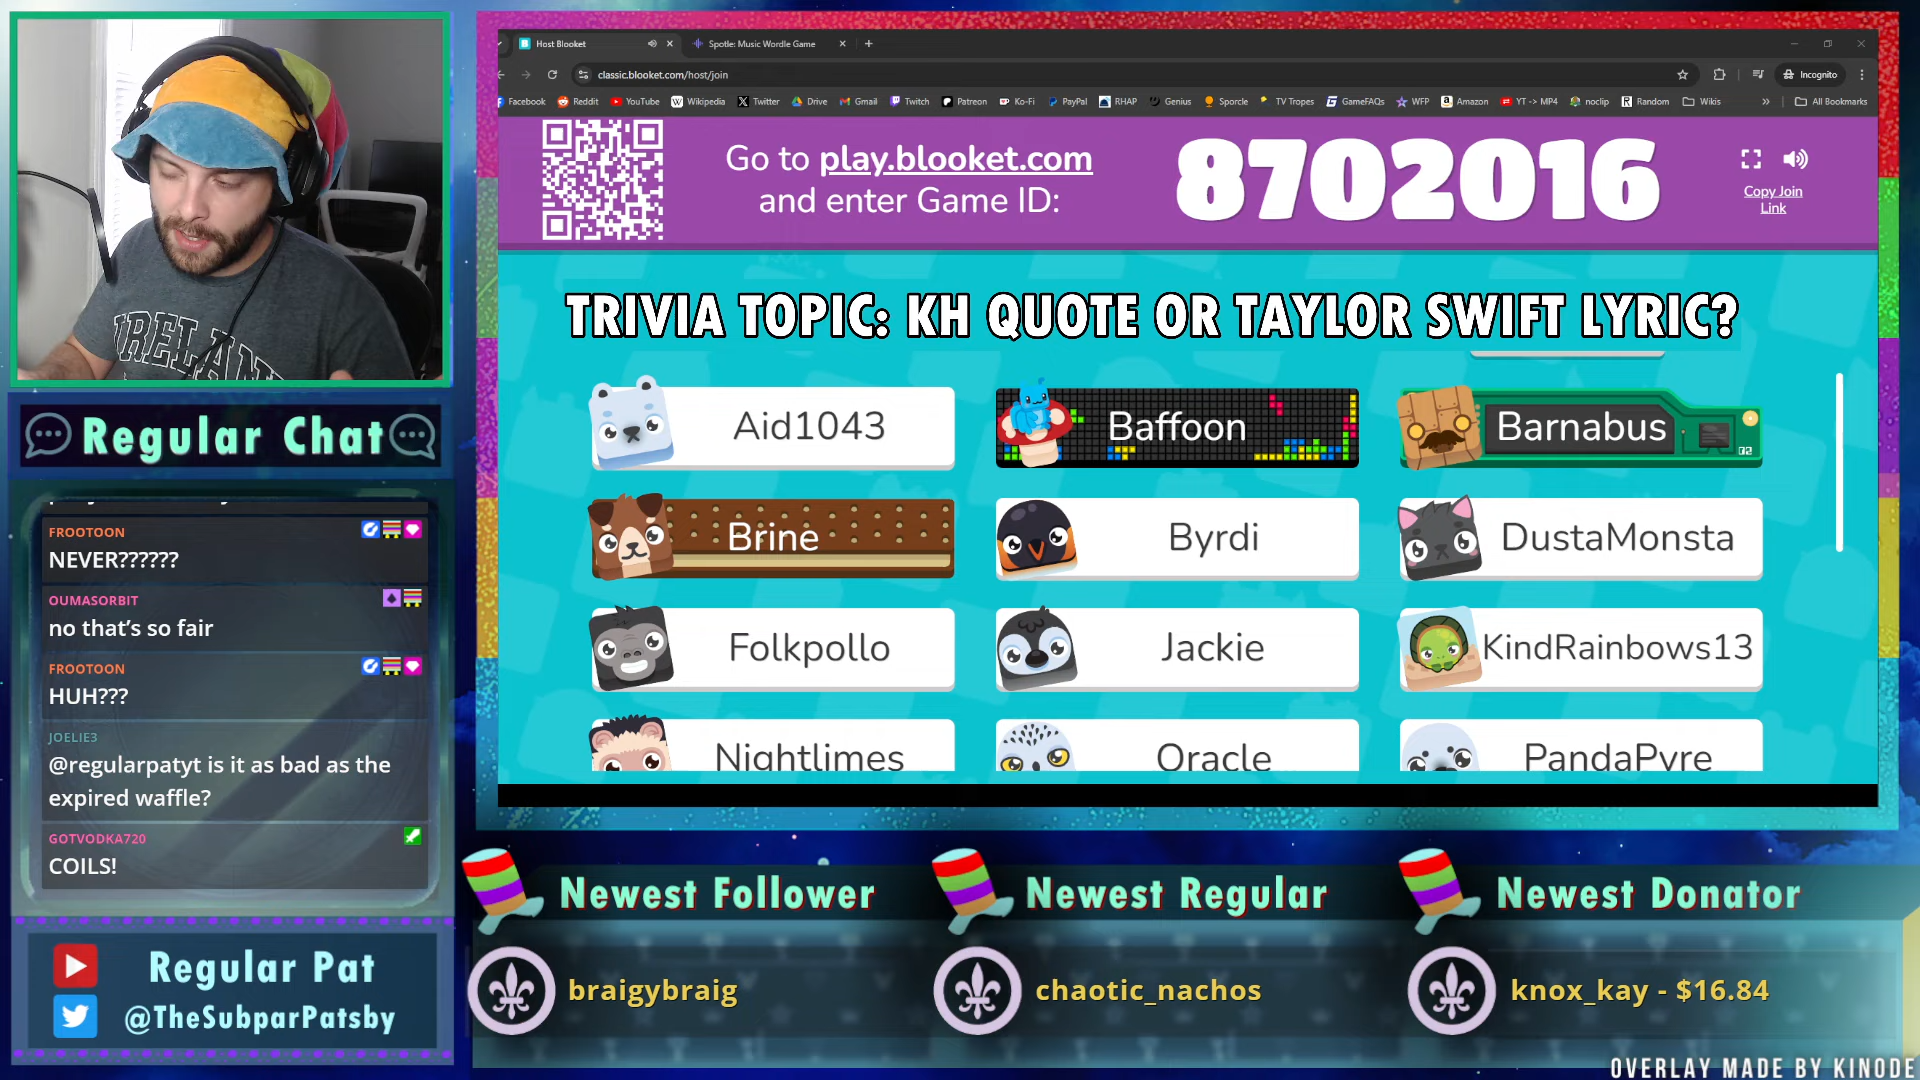 Host Blooket
Spotle: Music Wordle Game
classic.blooket.com/host/join
Incognito
Facebook
Reddit
YouTube
Wikipedia
Twitter
Drive
Gmail
Twitch
Patreon
Ko-Fi
PayPal
RHAP
Genius
Sporcle
TV Tropes
GameFAQs
WFP
Amazon
YT -> MP4
noclip
Random
Wikis
All Bookmarks
Go to play.blooket.com
and enter Game ID:
8702016
Copy Join
Link
TRIVIA TOPIC: KH QUOTE OR TAYLOR SWIFT LYRIC?
Aid1043
Baffoon
Barnabus
Brine
Byrdi
DustaMonsta
Folkpollo
Jackie
KindRainbows13
Nightlimes
Oracle
PandaPyre
IRELAND
Regular Chat
FROOTOON
NEVER??????
OUMASORBIT
no that's so fair
FROOTOON
HUH???
JOELIE3
@regularpatyt is it as bad as the
expired waffle?
GOTVODKA720
COILS!
Regular Pat
@TheSubparPatsby
Newest Follower
braigybraig
Newest Regular
chaotic_nachos
Newest Donator
knox_kay - $16.84
OVERLAY MADE BY KINODE